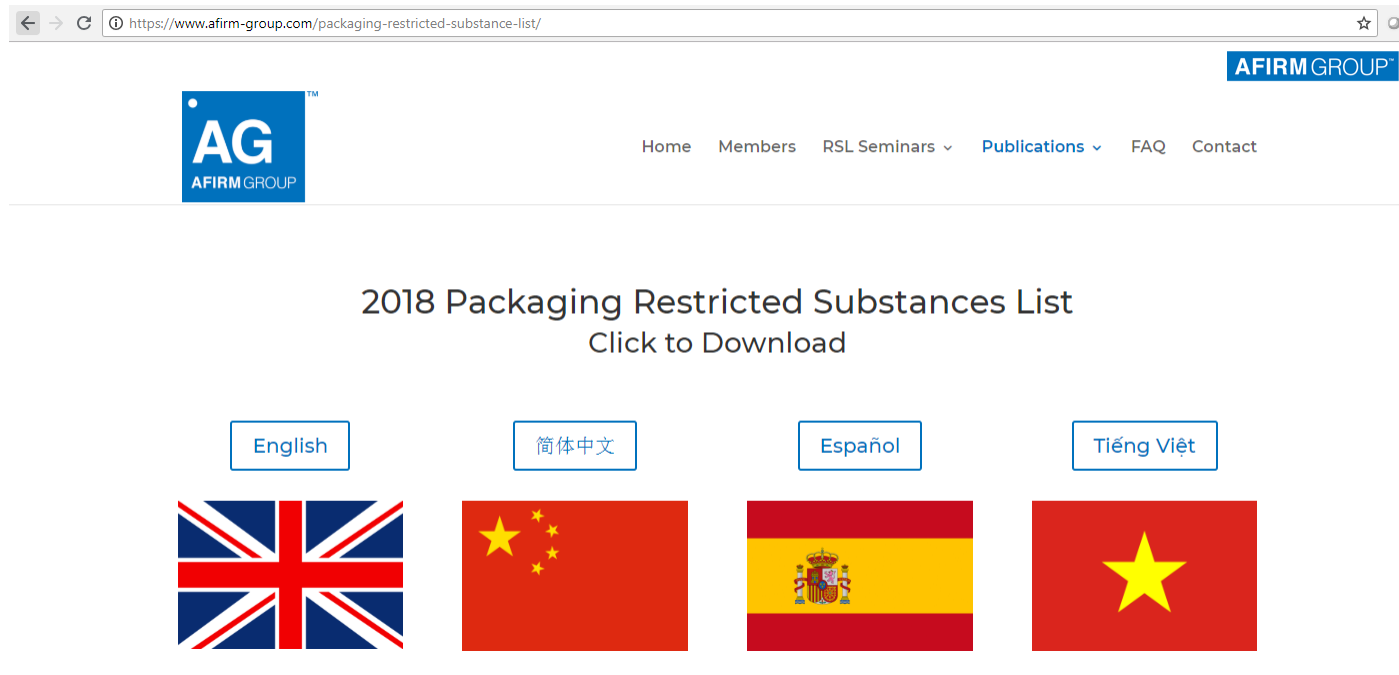 https://www.afirm-group.com/packaging-restricted-substance-list/
AFIRM GROUP™
AG™
AFIRM GROUP
Home Members RSL Seminars Publications FAQ Contact
2018 Packaging Restricted Substances List
Click to Download
English 简体中文 Español Tiếng Việt